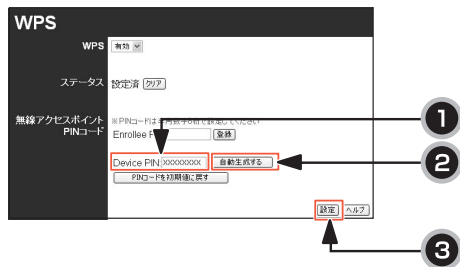 WPS
WPS 有効
ステータス 設定済 クリア
無線アクセスポイント ※PINコードは半角数字8桁で設定してください
PINコード Enrollee P 登録
1
Device PIN: XXXXXXXX 自動生成する
2
PINコードを初期値に戻す
設定 ヘルプ
3